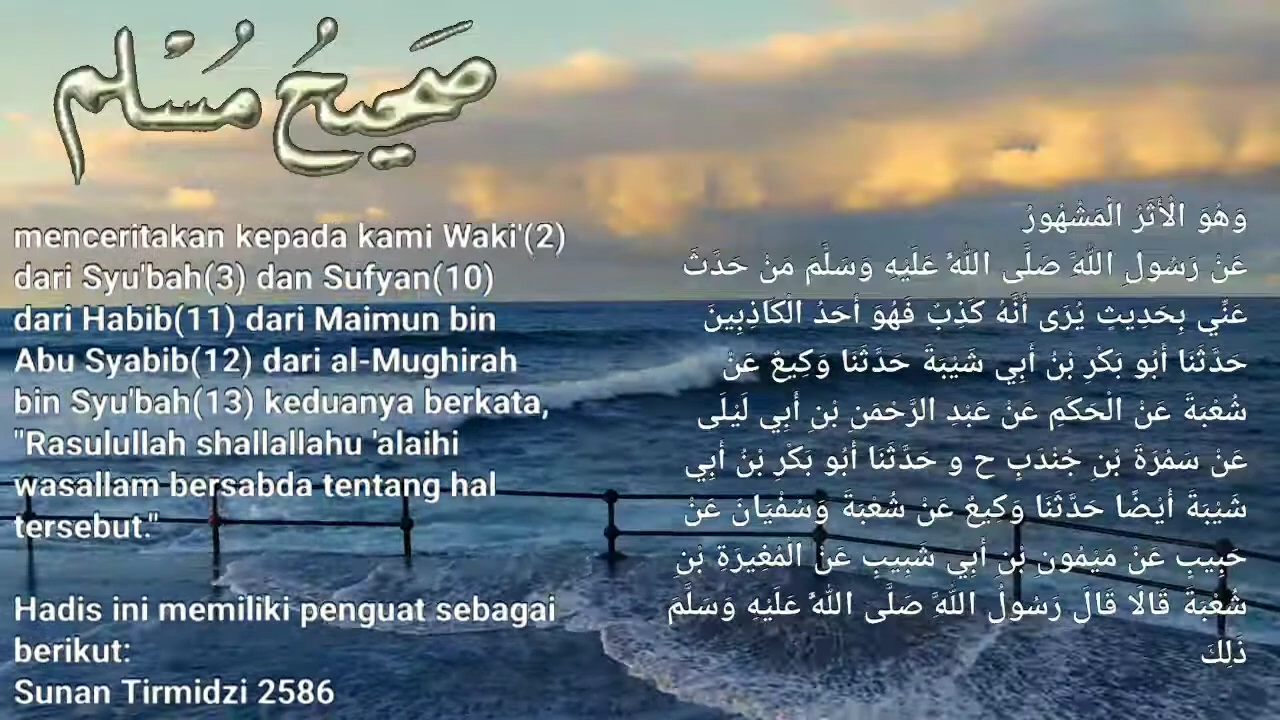 صَحِيحُ مُسْلِم
menceritakan kepada kami Waki'(2)
dari Syu'bah(3) dan Sufyan(10)
dari Habib(11) dari Maimun bin
Abu Syabib(12) dari al-Mughirah
bin Syu'bah(13) keduanya berkata,
"Rasulullah shallallahu 'alaihi
wasallam bersabda tentang hal
tersebut."
Hadis ini memiliki penguat sebagai
berikut:
Sunan Tirmidzi 2586
وَهُوَ الْأَثَرُ الْمَشْهُورُ
عَنْ رَسُولِ اللَّهِ صَلَّى اللَّهُ عَلَيْهِ وَسَلَّمَ مَنْ حَدَّثَ
عَنِّي بِحَدِيثٍ يُرَى أَنَّهُ كَذِبٌ فَهُوَ أَحَدُ الْكَاذِبِينَ
حَدَّثَنَا أَبُو بَكْرِ بْنُ أَبِي شَيْبَةَ حَدَّثَنَا وَكِيعٌ عَنْ
شُعْبَةَ عَنْ الْحَكَمِ عَنْ عَبْدِ الرَّحْمَنِ بْنِ أَبِي لَيْلَى
عَنْ سَمُرَةَ بْنِ جُنْدَبٍ ح و حَدَّثَنَا أَبُو بَكْرِ بْنُ أَبِي
شَيْبَةَ أَيْضًا حَدَّثَنَا وَكِيعٌ عَنْ شُعْبَةَ وَسُفْيَانَ عَنْ
حَبِيبٍ عَنْ مَيْمُونِ بْنِ أَبِي شَبِيبٍ عَنْ الْمُغِيرَةِ بْنِ
شُعْبَةَ قَالَا قَالَ رَسُولُ اللَّهِ صَلَّى اللَّهُ عَلَيْهِ وَسَلَّمَ
ذَلِكَ